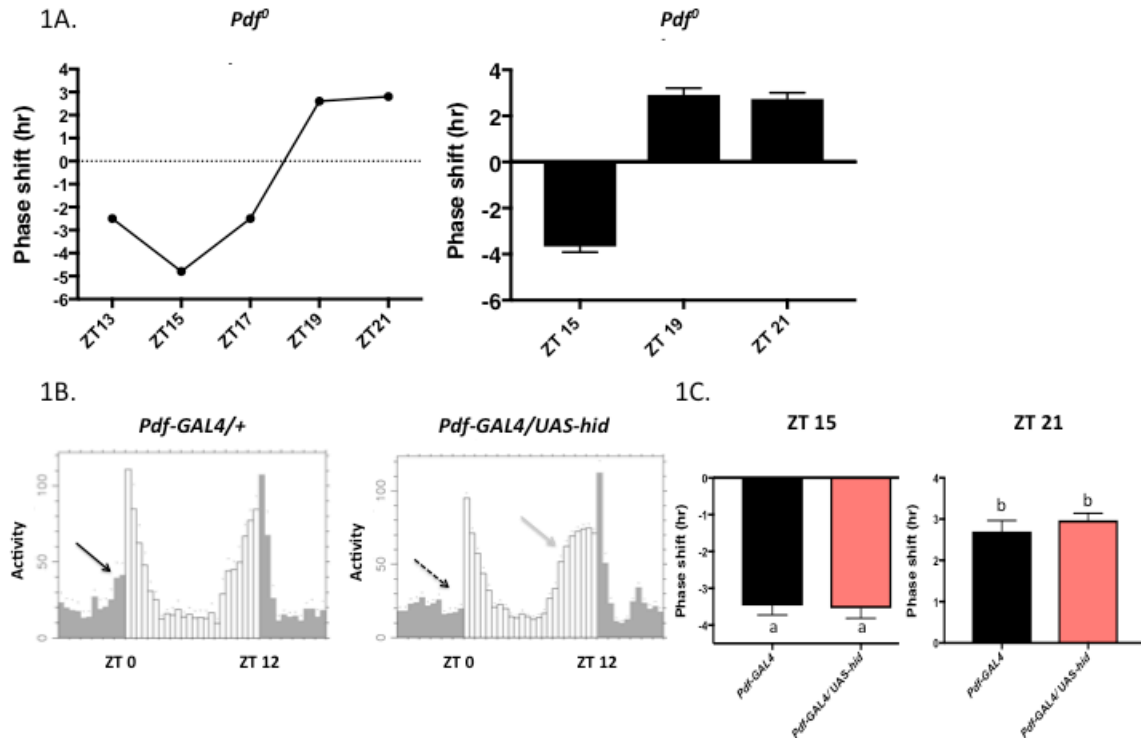 1A.
Pdf⁰
Phase shift (hr)
4
3
2
1
0
-1
-2
-3
-4
-5
-6
ZT13
ZT15
ZT17
ZT19
ZT21
Pdf⁰
Phase shift (hr)
4
2
0
-2
-4
-6
ZT 15
ZT 19
ZT 21
1B.
Pdf-GAL4/+
Activity
100
50
0
ZT 0
ZT 12
Pdf-GAL4/UAS-hid
Activity
100
50
0
ZT 0
ZT 12
1C.
ZT 15
Phase shift (hr)
0
-1
-2
-3
-4
a
a
Pdf-GAL4
Pdf-GAL4/UAS-hid
ZT 21
Phase shift (hr)
4
3
2
1
0
b
b
Pdf-GAL4
Pdf-GAL4/UAS-hid